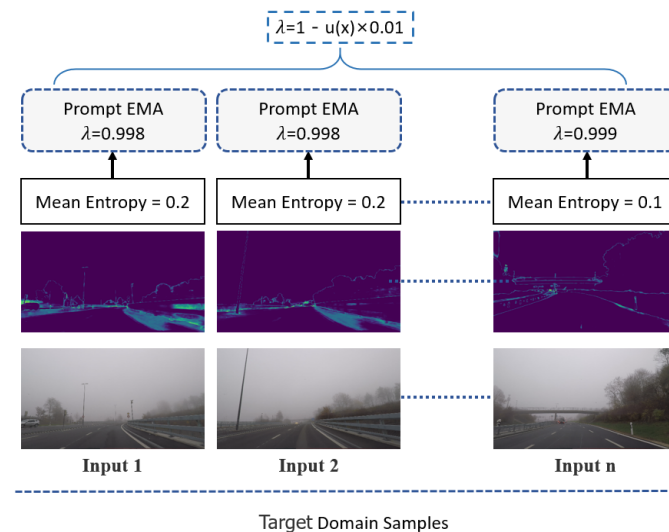 λ=1 - u(x)×0.01
Prompt EMA
λ=0.998
Prompt EMA
λ=0.998
Prompt EMA
λ=0.999
Mean Entropy = 0.2
Mean Entropy = 0.2
Mean Entropy = 0.1
Input 1
Input 2
Input n
Target Domain Samples